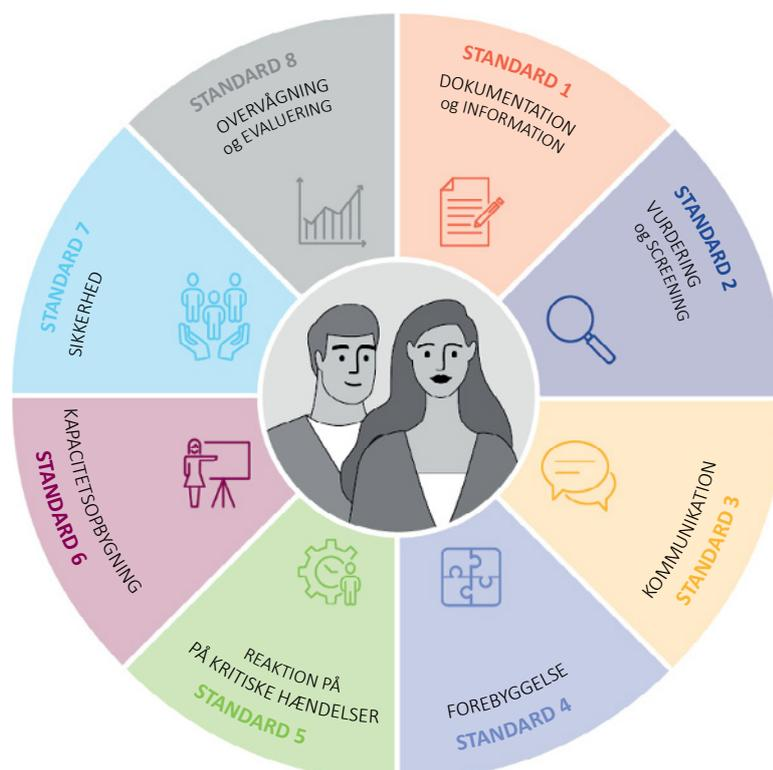 STANDARD 1
DOKUMENTATION
og INFORMATION
STANDARD 2
VURDERING
og SCREENING
KOMMUNIKATION
STANDARD 3
FOREBYGGELSE
STANDARD 4
REAKTION PÅ
PÅ KRITISKE HÆNDELSER
STANDARD 5
KAPACITETSOPBYGNING
STANDARD 6
STANDARD 7
SIKKERHED
STANDARD 8
OVERVÅGNING
og EVALUERING